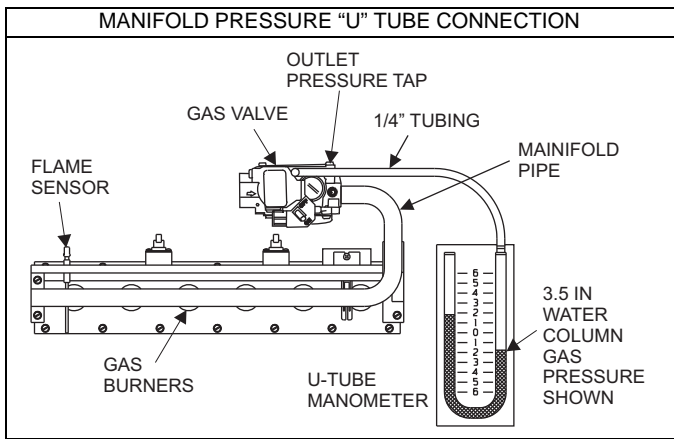 MANIFOLD PRESSURE “U” TUBE CONNECTION
OUTLET
PRESSURE TAP
GAS VALVE
1/4” TUBING
MAINIFOLD
PIPE
FLAME
SENSOR
6
5
4
3
2
1
0
1
2
3
4
5
6
3.5 IN
WATER
COLUMN
GAS
PRESSURE
SHOWN
GAS
BURNERS
U-TUBE
MANOMETER